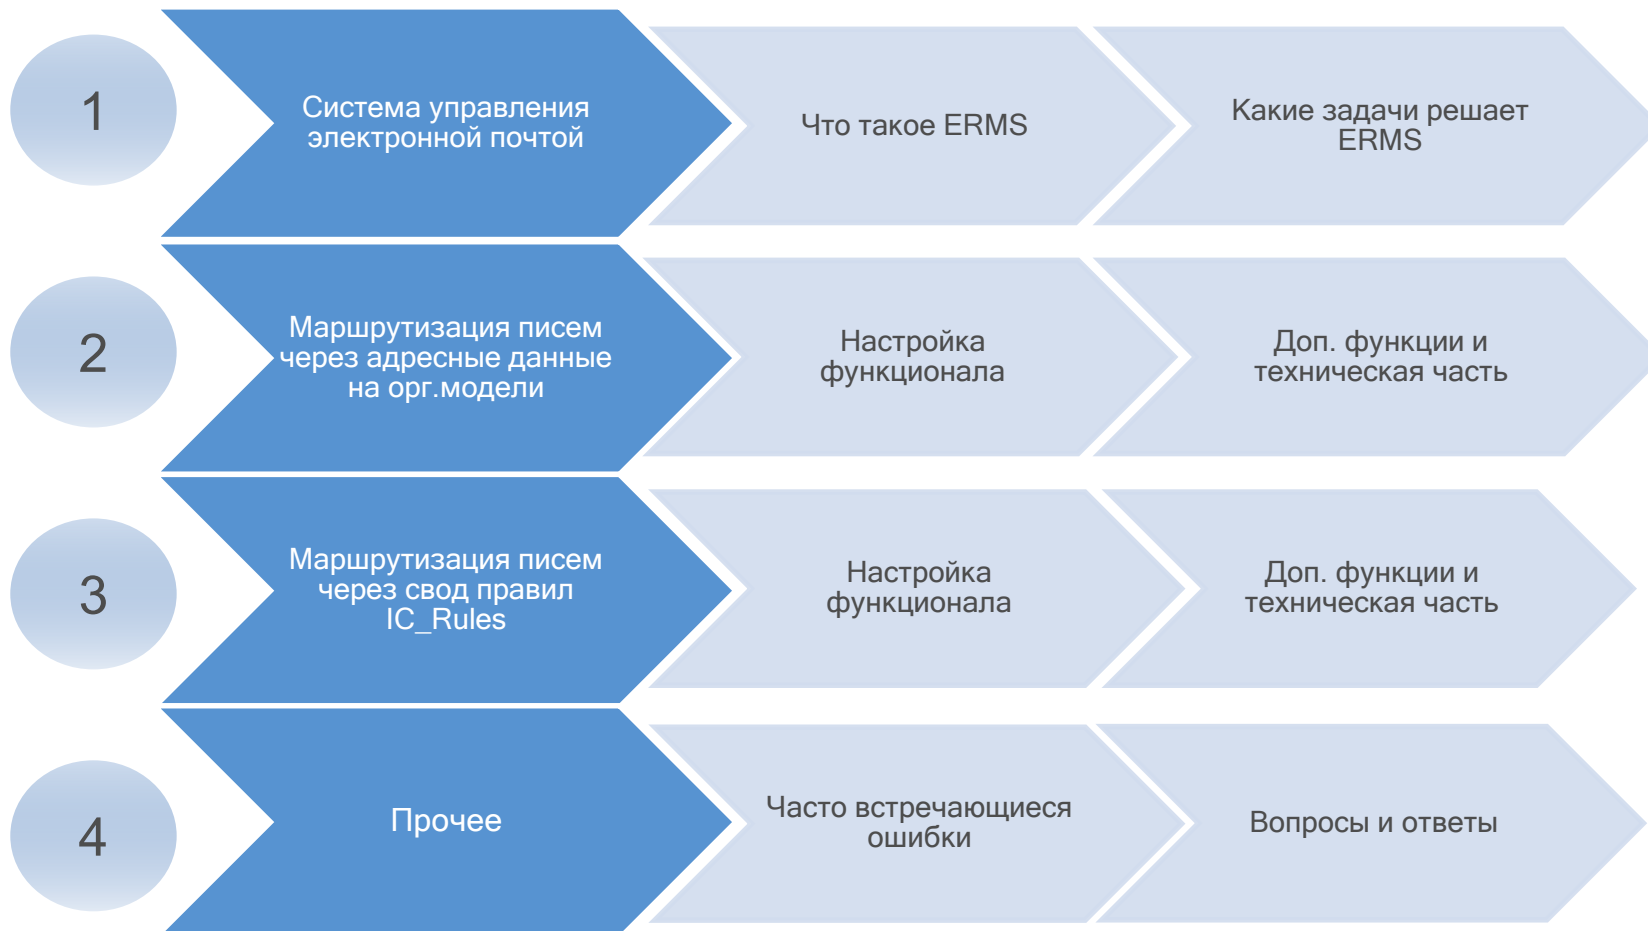 1
Система управления
электронной почтой
Что такое ERMS
Какие задачи решает
ERMS
2
Маршрутизация писем
через адресные данные
на орг.модели
Настройка
функционала
Доп. функции и
техническая часть
3
Маршрутизация писем
через свод правил
IC_Rules
Настройка
функционала
Доп. функции и
техническая часть
4
Прочее
Часто встречающиеся
ошибки
Вопросы и ответы